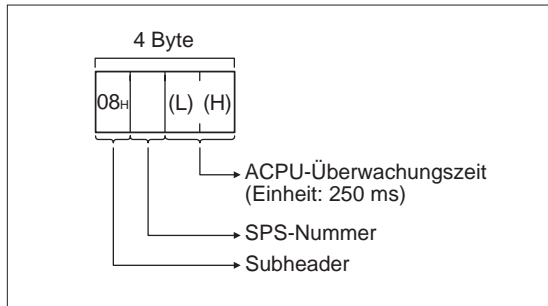 4 Byte
08H (L) (H)
ACPU-Überwachungszeit
(Einheit: 250 ms)
SPS-Nummer
Subheader